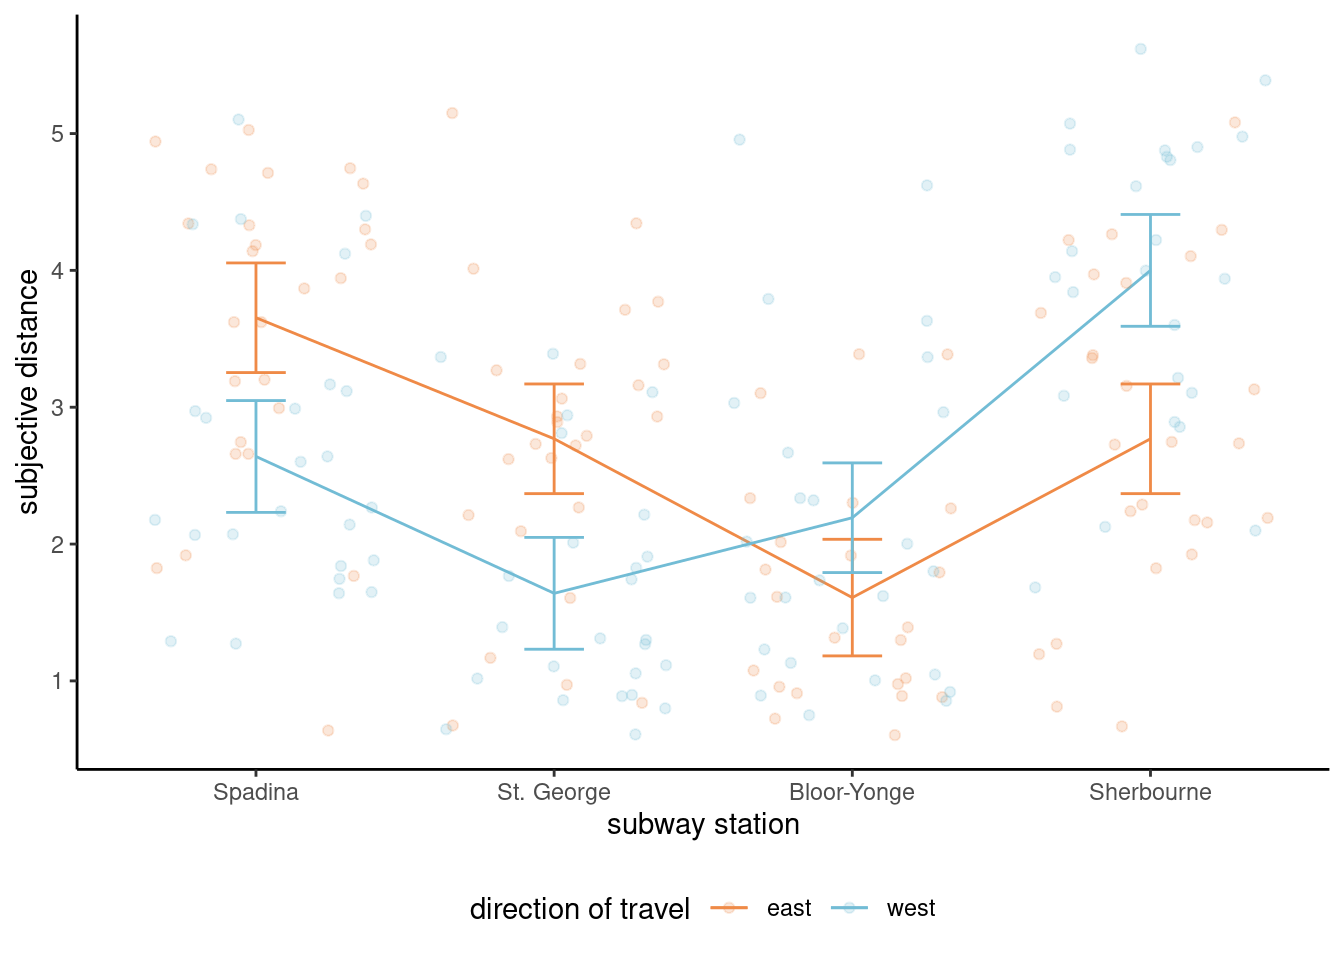 subjective distance
5
4
3
2
1
Spadina St. George Bloor-Yonge Sherbourne
subway station
direction of travel east west